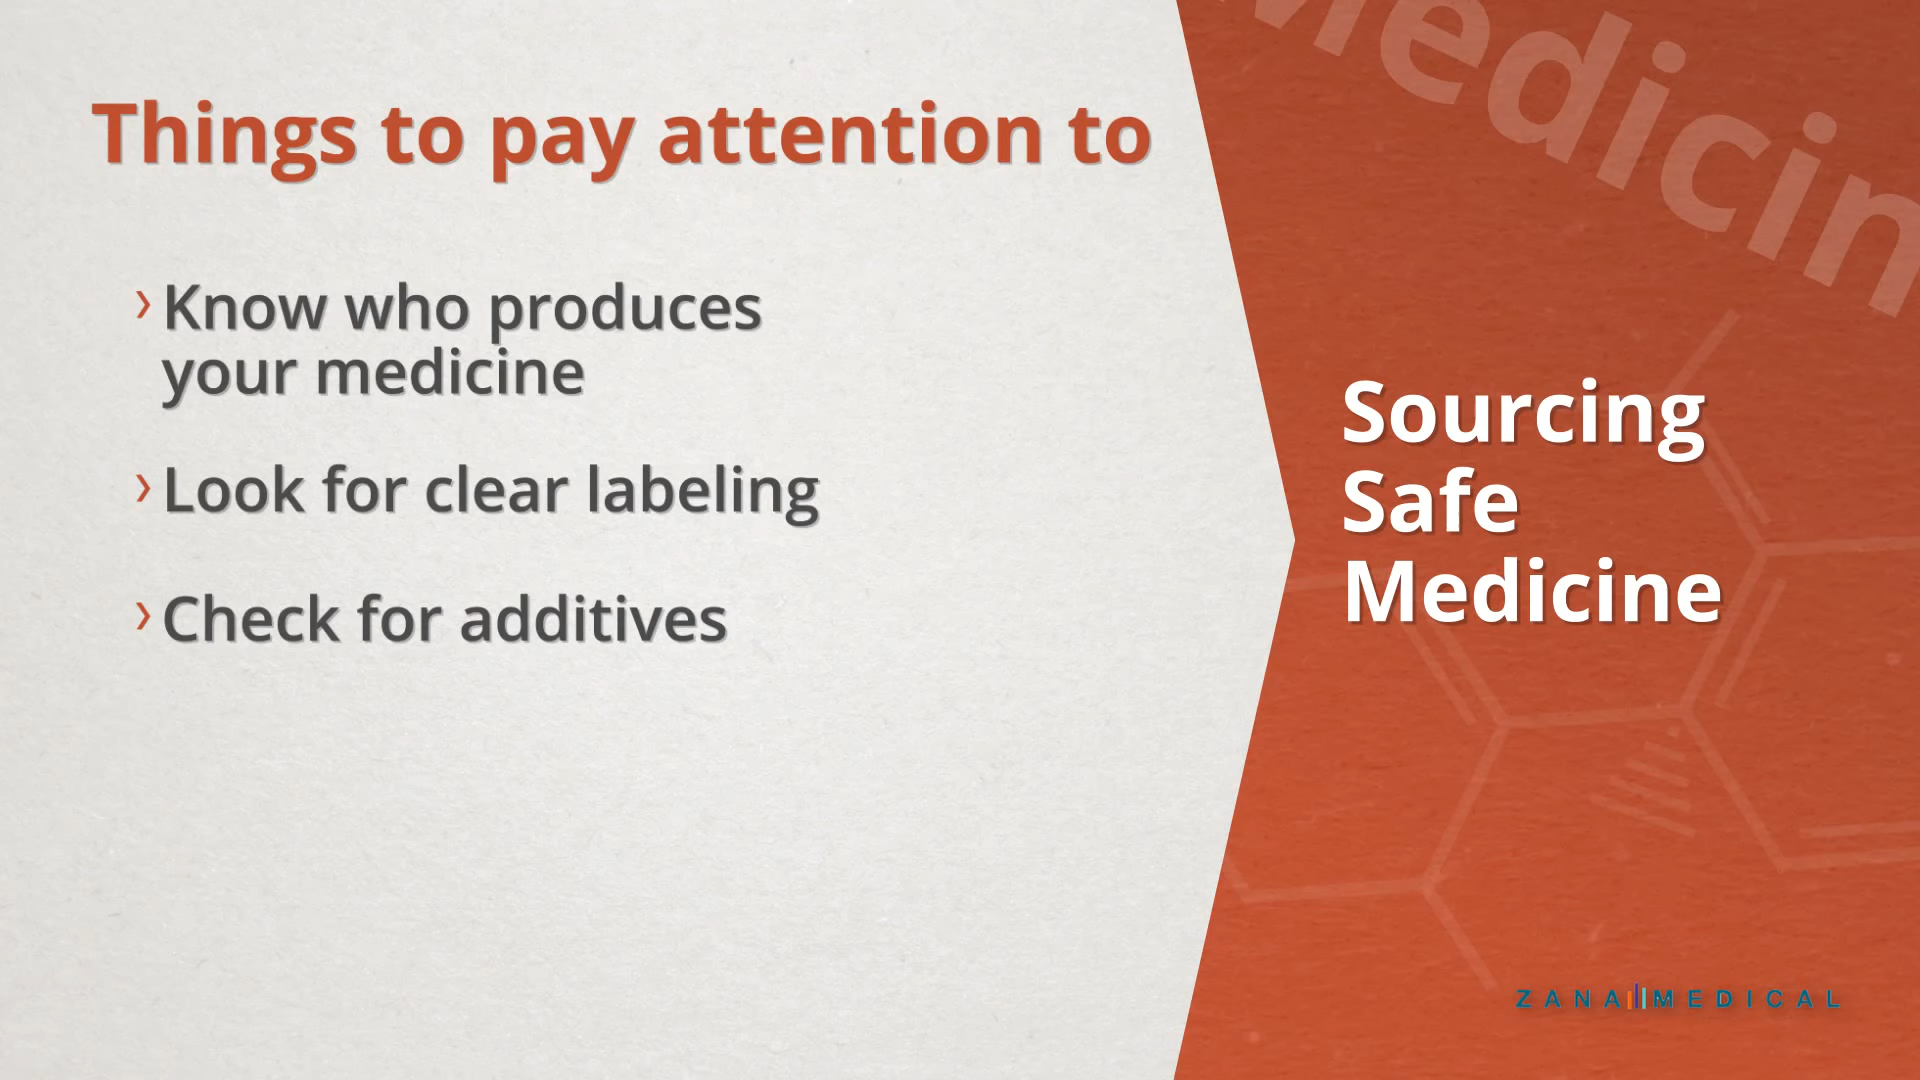 Things to pay attention to
› Know who produces
your medicine
› Look for clear labeling
› Check for additives
Medicin
Sourcing
Safe
Medicine
ZANA MEDICAL